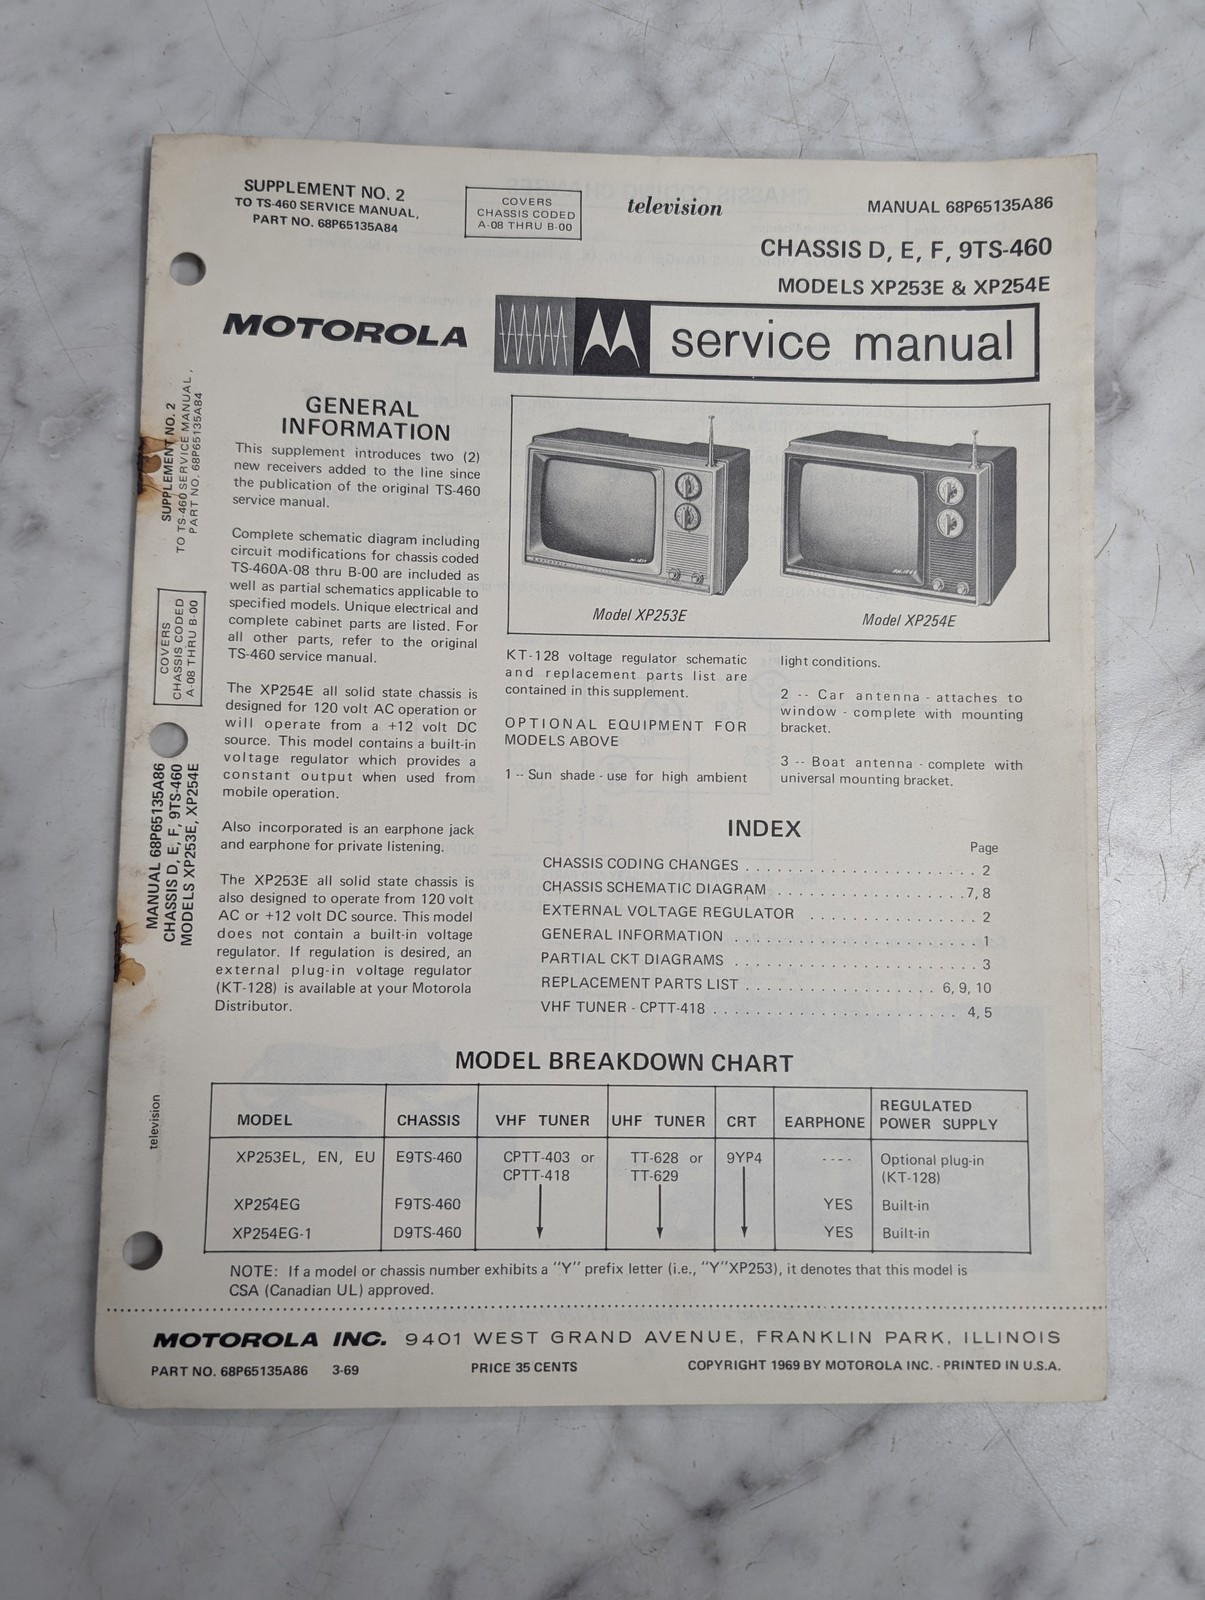 SUPPLEMENT NO. 2
TO TS-460 SERVICE MANUAL,
PART NO. 68P65135A84
COVERS
CHASSIS CODED
A-08 THRU B-00
television
MANUAL 68P65135A86
CHASSIS D, E, F, 9TS-460
MODELS XP253E & XP254E
MOTOROLA
service manual
GENERAL
INFORMATION
This supplement introduces two (2)
new receivers added to the line since
the publication of the original TS-460
service manual.
Complete schematic diagram including
circuit modifications for chassis coded
TS-460A-08 thru B-00 are included as
well as partial schematics applicable to
specified models. Unique electrical and
complete cabinet parts are listed. For
all other parts, refer to the original
TS-460 service manual.
The XP254E all solid state chassis is
designed for 120 volt AC operation or
will operate from a +12 volt DC
source. This model contains a built-in
voltage regulator which provides a
constant output when used from
mobile operation.
Also incorporated is an earphone jack
and earphone for private listening.
The XP253E all solid state chassis is
also designed to operate from 120 volt
AC or +12 volt DC source. This model
does not contain a built-in voltage
regulator. If regulation is desired, an
external plug-in voltage regulator
(KT-128) is available at your Motorola
Distributor.
Model XP253E
Model XP254E
KT-128 voltage regulator schematic
and replacement parts list are
contained in this supplement.
OPTIONAL EQUIPMENT FOR
MODELS ABOVE
1 -- Sun shade - use for high ambient
light conditions.
2 -- Car antenna - attaches to
window - complete with mounting
bracket.
3 -- Boat antenna - complete with
universal mounting bracket.
INDEX
Page
CHASSIS CODING CHANGES . . . . . . . . . . . . . . . . . . . . . . . 2
CHASSIS SCHEMATIC DIAGRAM . . . . . . . . . . . . . . . . . . .7, 8
EXTERNAL VOLTAGE REGULATOR . . . . . . . . . . . . . . . . 2
GENERAL INFORMATION . . . . . . . . . . . . . . . . . . . . . . . . 1
PARTIAL CKT DIAGRAMS . . . . . . . . . . . . . . . . . . . . . . . . 3
REPLACEMENT PARTS LIST . . . . . . . . . . . . . . . . . . 6, 9, 10
VHF TUNER - CPTT-418 . . . . . . . . . . . . . . . . . . . . . . . 4, 5
MODEL BREAKDOWN CHART
MODEL CHASSIS VHF TUNER UHF TUNER CRT EARPHONE REGULATED POWER SUPPLY
XP253EL, EN, EU E9TS-460 CPTT-403 or TT-628 or 9YP4 ---- Optional plug-in
CPTT-418 TT-629 (KT-128)
XP254EG F9TS-460 YES Built-in
XP254EG-1 D9TS-460 YES Built-in
NOTE: If a model or chassis number exhibits a "Y" prefix letter (i.e., "Y"XP253), it denotes that this model is
CSA (Canadian UL) approved.
MOTOROLA INC. 9401 WEST GRAND AVENUE, FRANKLIN PARK, ILLINOIS
PART NO. 68P65135A86 3-69 PRICE 35 CENTS COPYRIGHT 1969 BY MOTOROLA INC. - PRINTED IN U.S.A.
SUPPLEMENT NO. 2
TO TS-460 SERVICE MANUAL,
PART NO. 68P65135A84
COVERS
CHASSIS CODED
A-08 THRU B-00
MANUAL 68P65135A86
CHASSIS D, E, F, 9TS-460
MODELS XP253E, XP254E
television